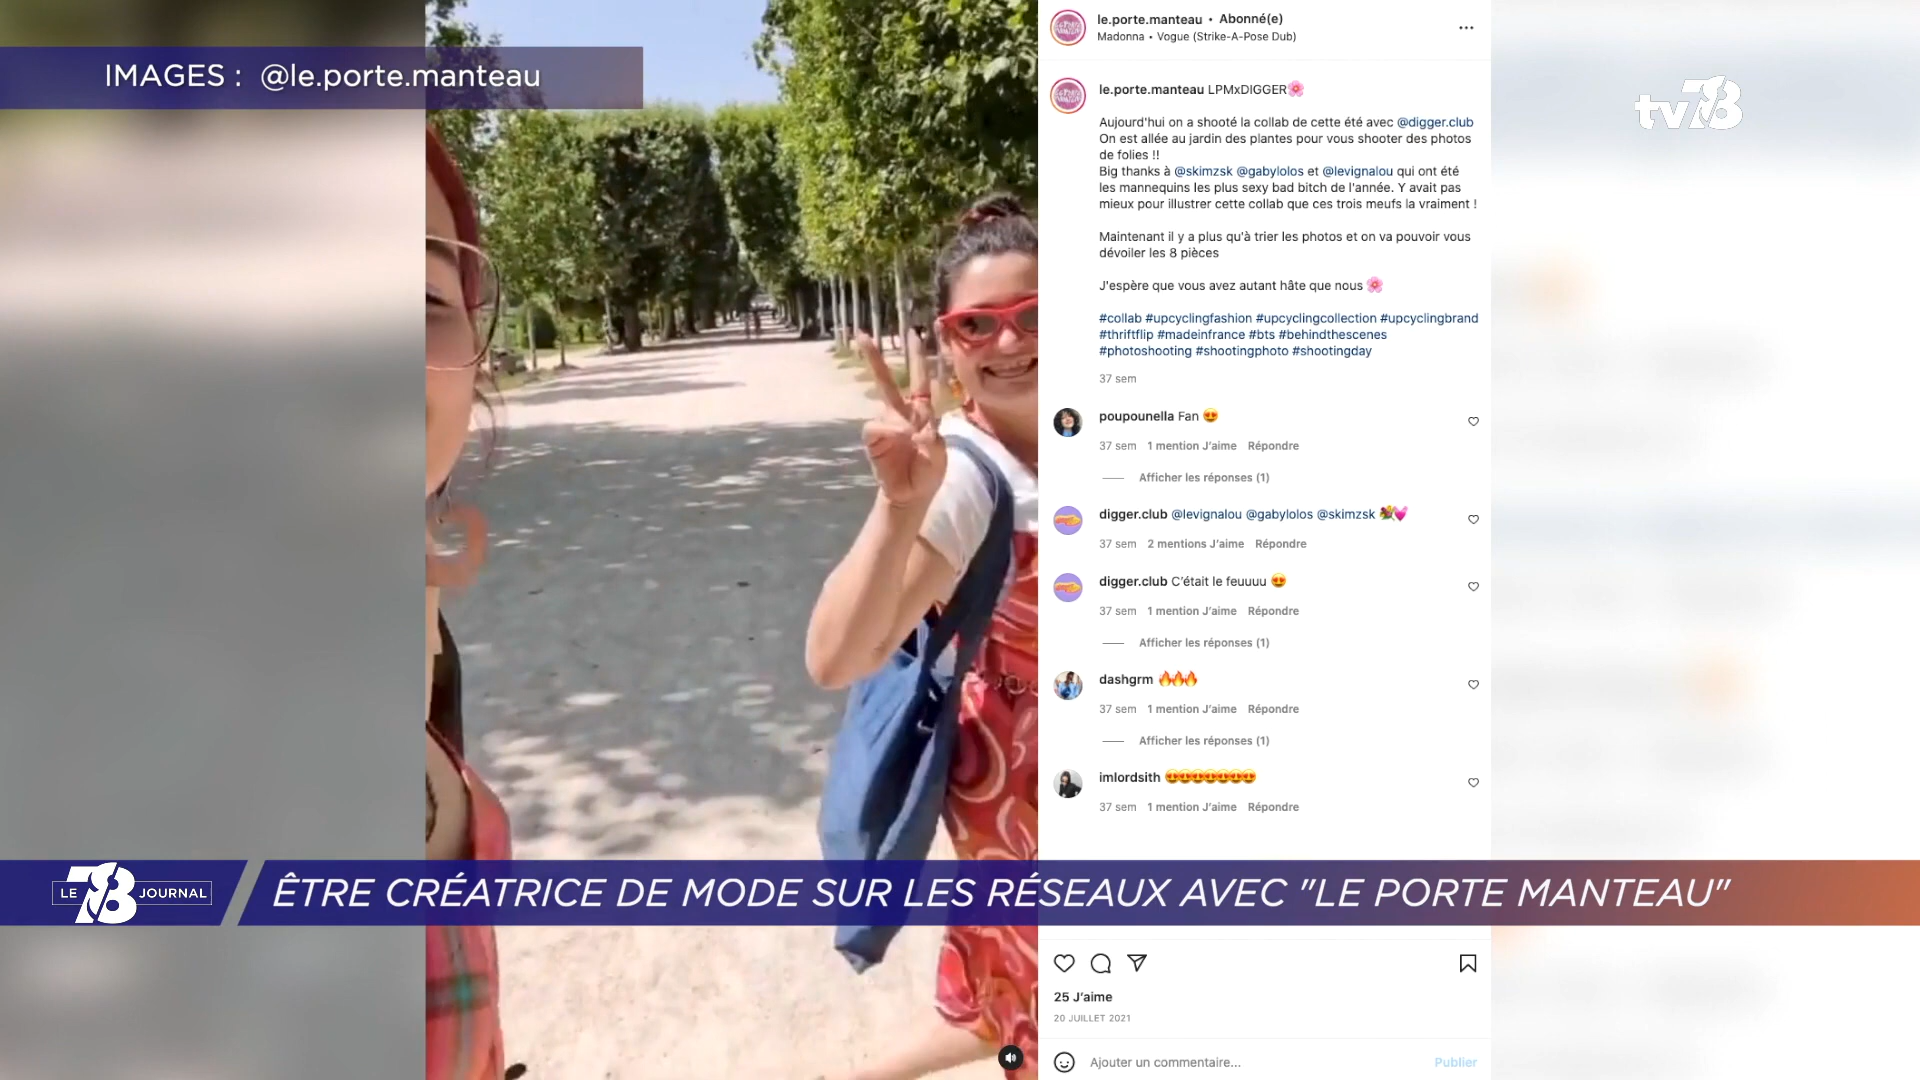 IMAGES : @le.porte.manteau
tv78
le.porte.manteau • Abonné(e)
Madonna • Vogue (Strike-A-Pose Dub)
le.porte.manteau LPMxDIGGER🌸
Aujourd'hui on a shooté la collab de cette été avec @digger.club
On est allée au jardin des plantes pour vous shooter des photos
de folies !!
Big thanks à @skimzsk @gabylolos et @levignalou qui ont été
les mannequins les plus sexy bad bitch de l'année. Y avait pas
mieux pour illustrer cette collab que ces trois meufs la vraiment !
Maintenant il y a plus qu'à trier les photos et on va pouvoir vous
dévoiler les 8 pièces
J'espère que vous avez autant hâte que nous 🌸
#collab #upcyclingfashion #upcyclingcollection #upcyclingbrand
#thriftflip #madeinfrance #bts #behindthescenes
#photoshooting #shootingphoto #shootingday
37 sem
poupounella Fan 😍
37 sem 1 mention J'aime Répondre
Afficher les réponses (1)
digger.club @levignalou @gabylolos @skimzsk 💐💓
37 sem 2 mentions J'aime Répondre
digger.club C'était le feuuuu 😍
37 sem 1 mention J'aime Répondre
Afficher les réponses (1)
dashgrm 🔥🔥🔥
37 sem 1 mention J'aime Répondre
Afficher les réponses (1)
imlordsith 😍😍😍😍😍😍😍
37 sem 1 mention J'aime Répondre
LE 78 JOURNAL
ÊTRE CRÉATRICE DE MODE SUR LES RÉSEAUX AVEC "LE PORTE MANTEAU"
25 J'aime
20 JUILLET 2021
Ajouter un commentaire... Publier